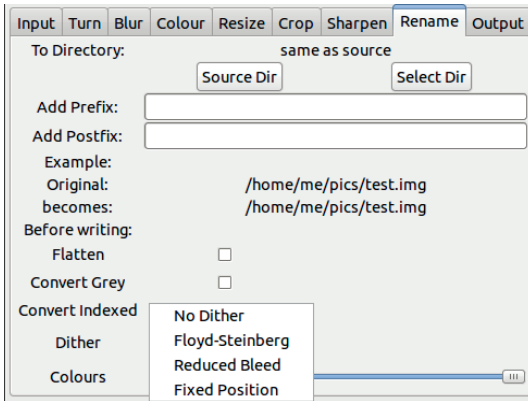 Input Turn Blur Colour Resize Crop Sharpen Rename Output
To Directory: same as source
Source Dir Select Dir
Add Prefix:
Add Postfix:
Example:
Original: /home/me/pics/test.img
becomes: /home/me/pics/test.img
Before writing:
Flatten
Convert Grey
Convert Indexed
No Dither
Dither Floyd-Steinberg
Reduced Bleed
Colours
Fixed Position